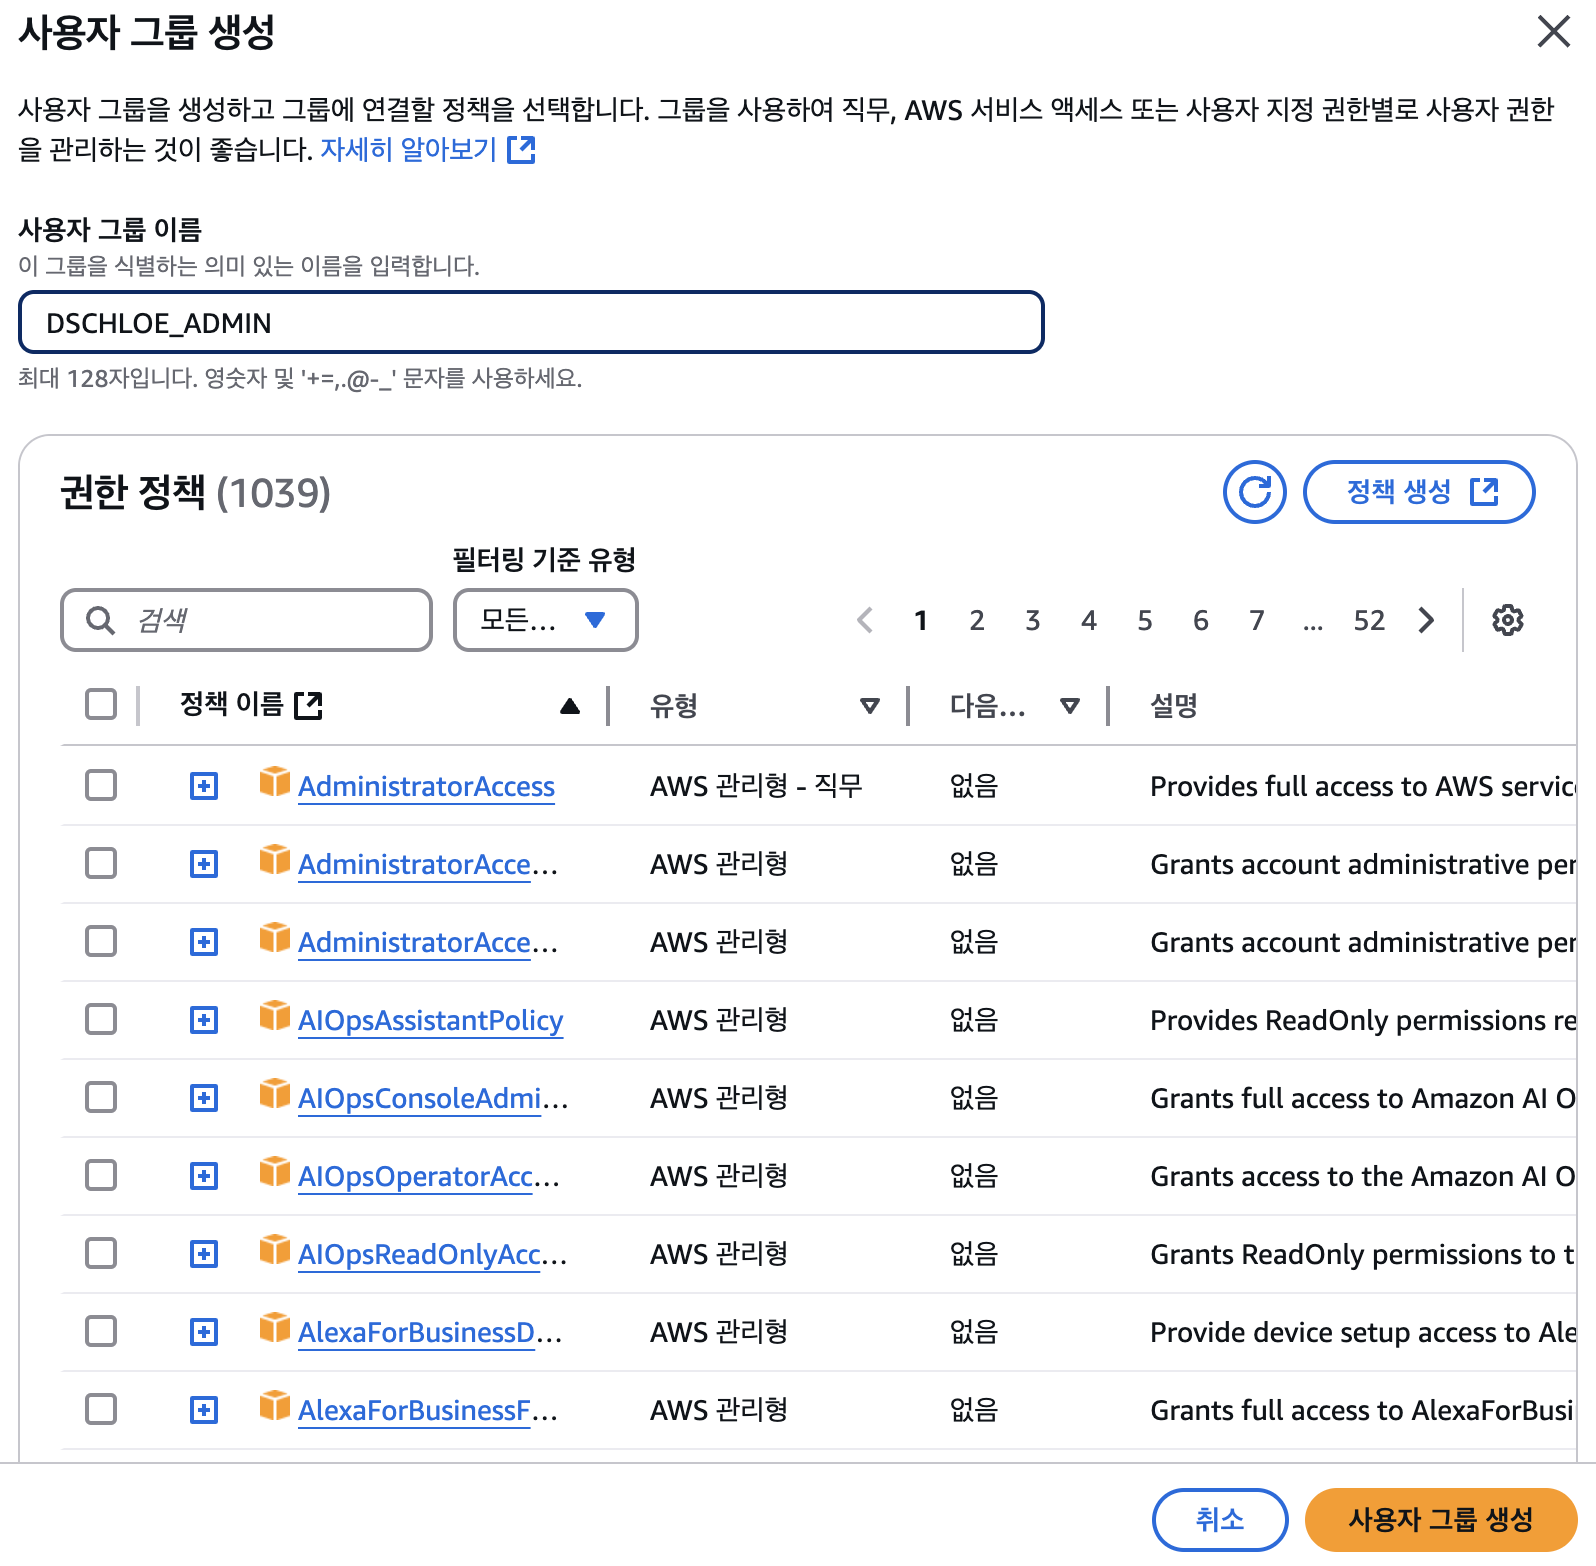 사용자 그룹 생성
사용자 그룹을 생성하고 그룹에 연결할 정책을 선택합니다. 그룹을 사용하여 직무, AWS 서비스 액세스 또는 사용자 지정 권한별로 사용자 권한
을 관리하는 것이 좋습니다. 자세히 알아보기
사용자 그룹 이름
이 그룹을 식별하는 의미 있는 이름을 입력합니다.
DSCHLOE_ADMIN
최대 128자입니다. 영숫자 및 '+=,.@-_' 문자를 사용하세요.
권한 정책 (1039)
정책 생성
필터링 기준 유형
검색 모든... 1 2 3 4 5 6 7 ... 52
정책 이름 유형 다음... 설명
AdministratorAccess AWS 관리형 - 직무 없음 Provides full access to AWS servic
AdministratorAcce... AWS 관리형 없음 Grants account administrative per
AdministratorAcce... AWS 관리형 없음 Grants account administrative per
AIOpsAssistantPolicy AWS 관리형 없음 Provides ReadOnly permissions re
AIOpsConsoleAdmi... AWS 관리형 없음 Grants full access to Amazon AI O
AIOpsOperatorAcc... AWS 관리형 없음 Grants access to the Amazon AI O
AIOpsReadOnlyAcc... AWS 관리형 없음 Grants ReadOnly permissions to t
AlexaForBusinessD... AWS 관리형 없음 Provide device setup access to Ale
AlexaForBusinessF... AWS 관리형 없음 Grants full access to AlexaForBusi
취소 사용자 그룹 생성